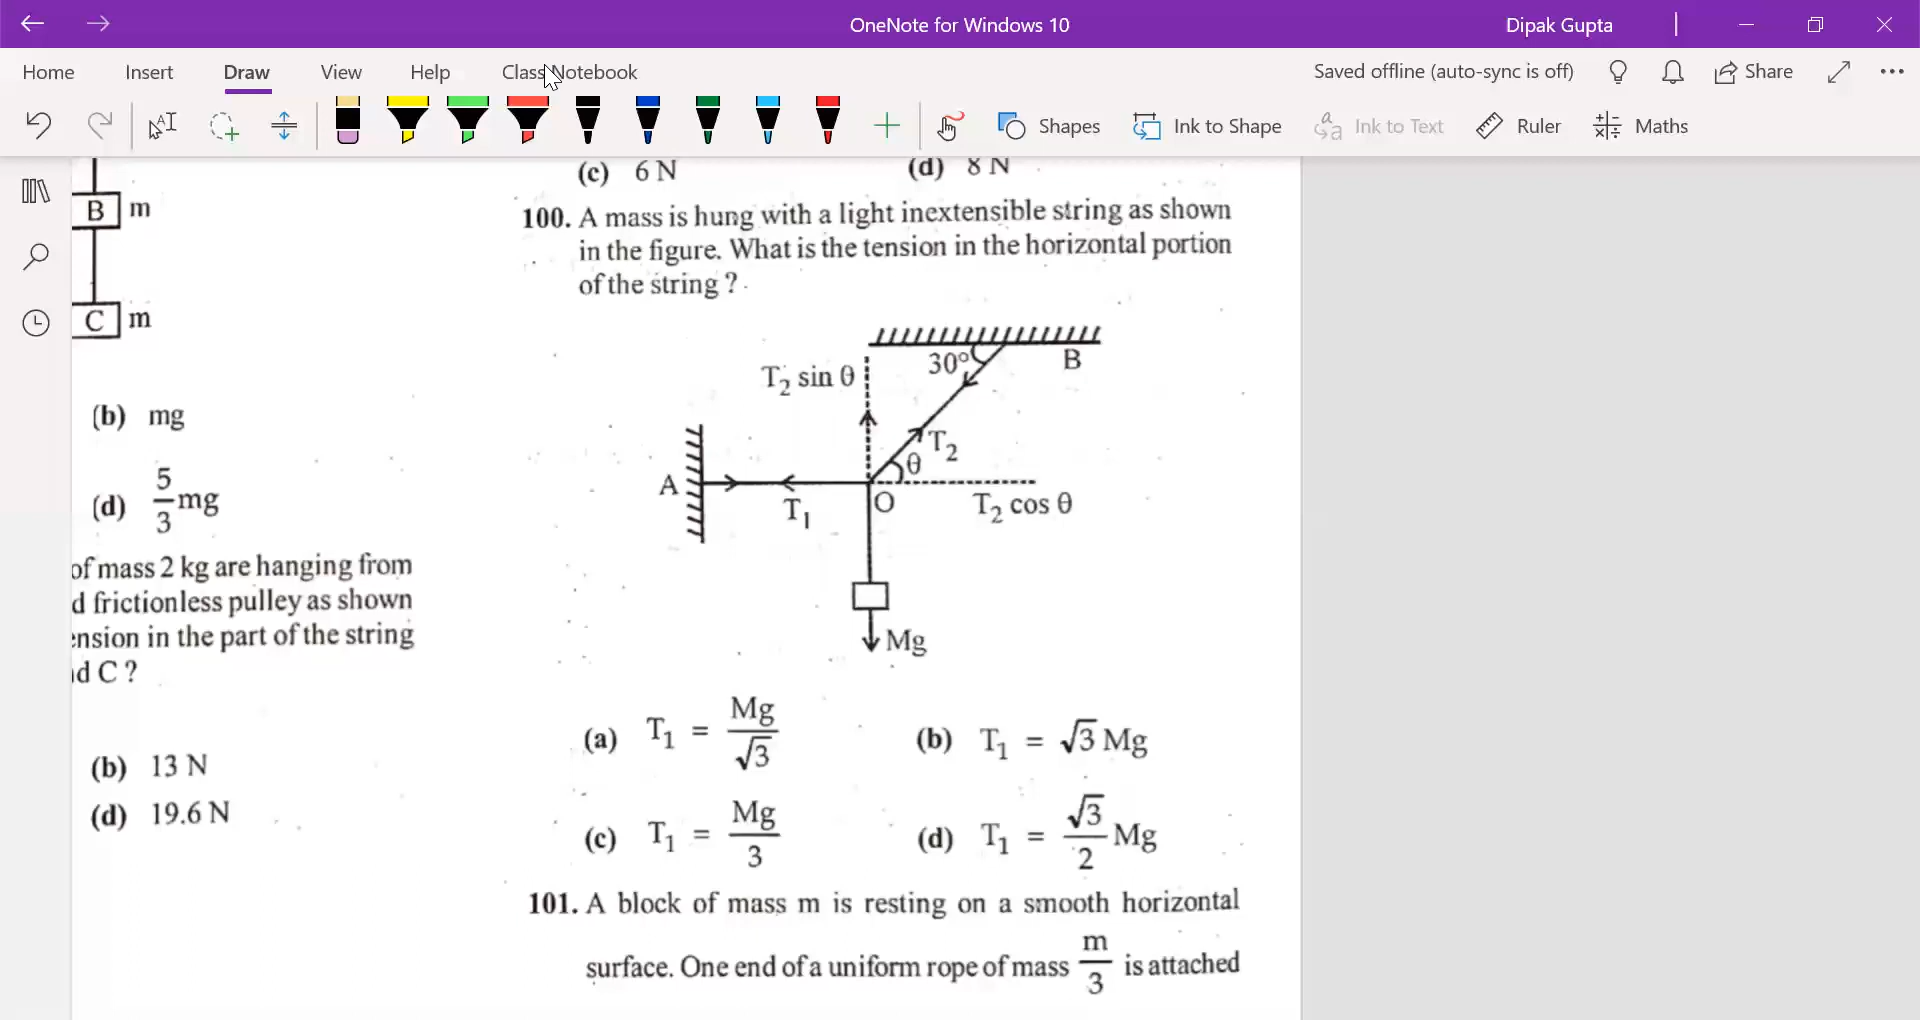 OneNote for Windows 10
Dipak Gupta
Home Insert Draw View Help Class Notebook
Saved offline (auto-sync is off) Share
Shapes Ink to Shape Ink to Text Ruler Maths
B m
C m
(b) mg
(d) 5/3 mg
of mass 2 kg are hanging from
d frictionless pulley as shown
ension in the part of the string
d C ?
(b) 13 N
(d) 19.6 N
(c) 6 N (d) 8 N
100. A mass is hung with a light inextensible string as shown
in the figure. What is the tension in the horizontal portion
of the string ?
30° B
T₂ sin θ
T₂
θ
A
T₁ O T₂ cos θ
Mg
(a) T₁ = Mg/√3 (b) T₁ = √3 Mg
(c) T₁ = Mg/3 (d) T₁ = √3/2 Mg
101. A block of mass m is resting on a smooth horizontal
surface. One end of a uniform rope of mass m/3 is attached